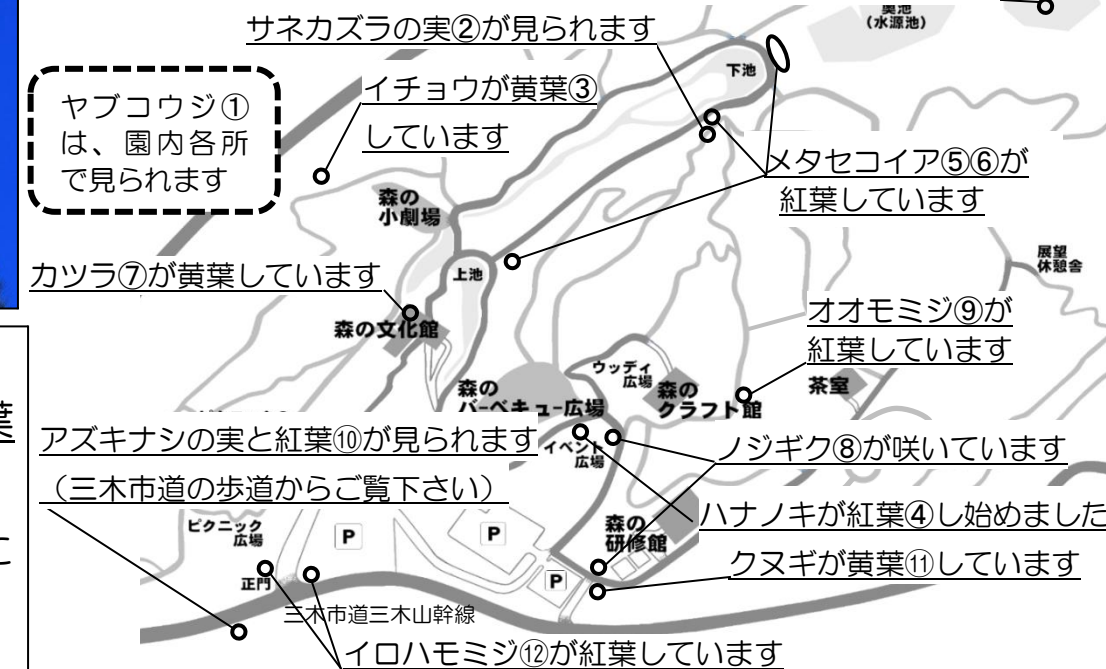 奥池
(水源池)
サネカズラの実②が見られます
下池
ヤブコウジ①
は、園内各所
で見られます
イチョウが黄葉③
しています
メタセコイア⑤⑥が
紅葉しています
森の
小劇場
展望
休憩舎
上池
カツラ⑦が黄葉しています
森の文化館
オオモミジ⑨が
紅葉しています
ウッディ
広場
森の
クラフト館
茶室
森の
バーベキュー広場
葉
アズキナシの実と紅葉⑩が見られます
(三木市道の歩道からご覧下さい)
イベント
広場
ノジギク⑧が咲いています
ハナノキが紅葉④し始めました
森の
研修館
クヌギが黄葉⑪しています
ピクニック
広場
P
P
P
正門
三木市道三木山幹線
イロハモミジ⑫が紅葉しています